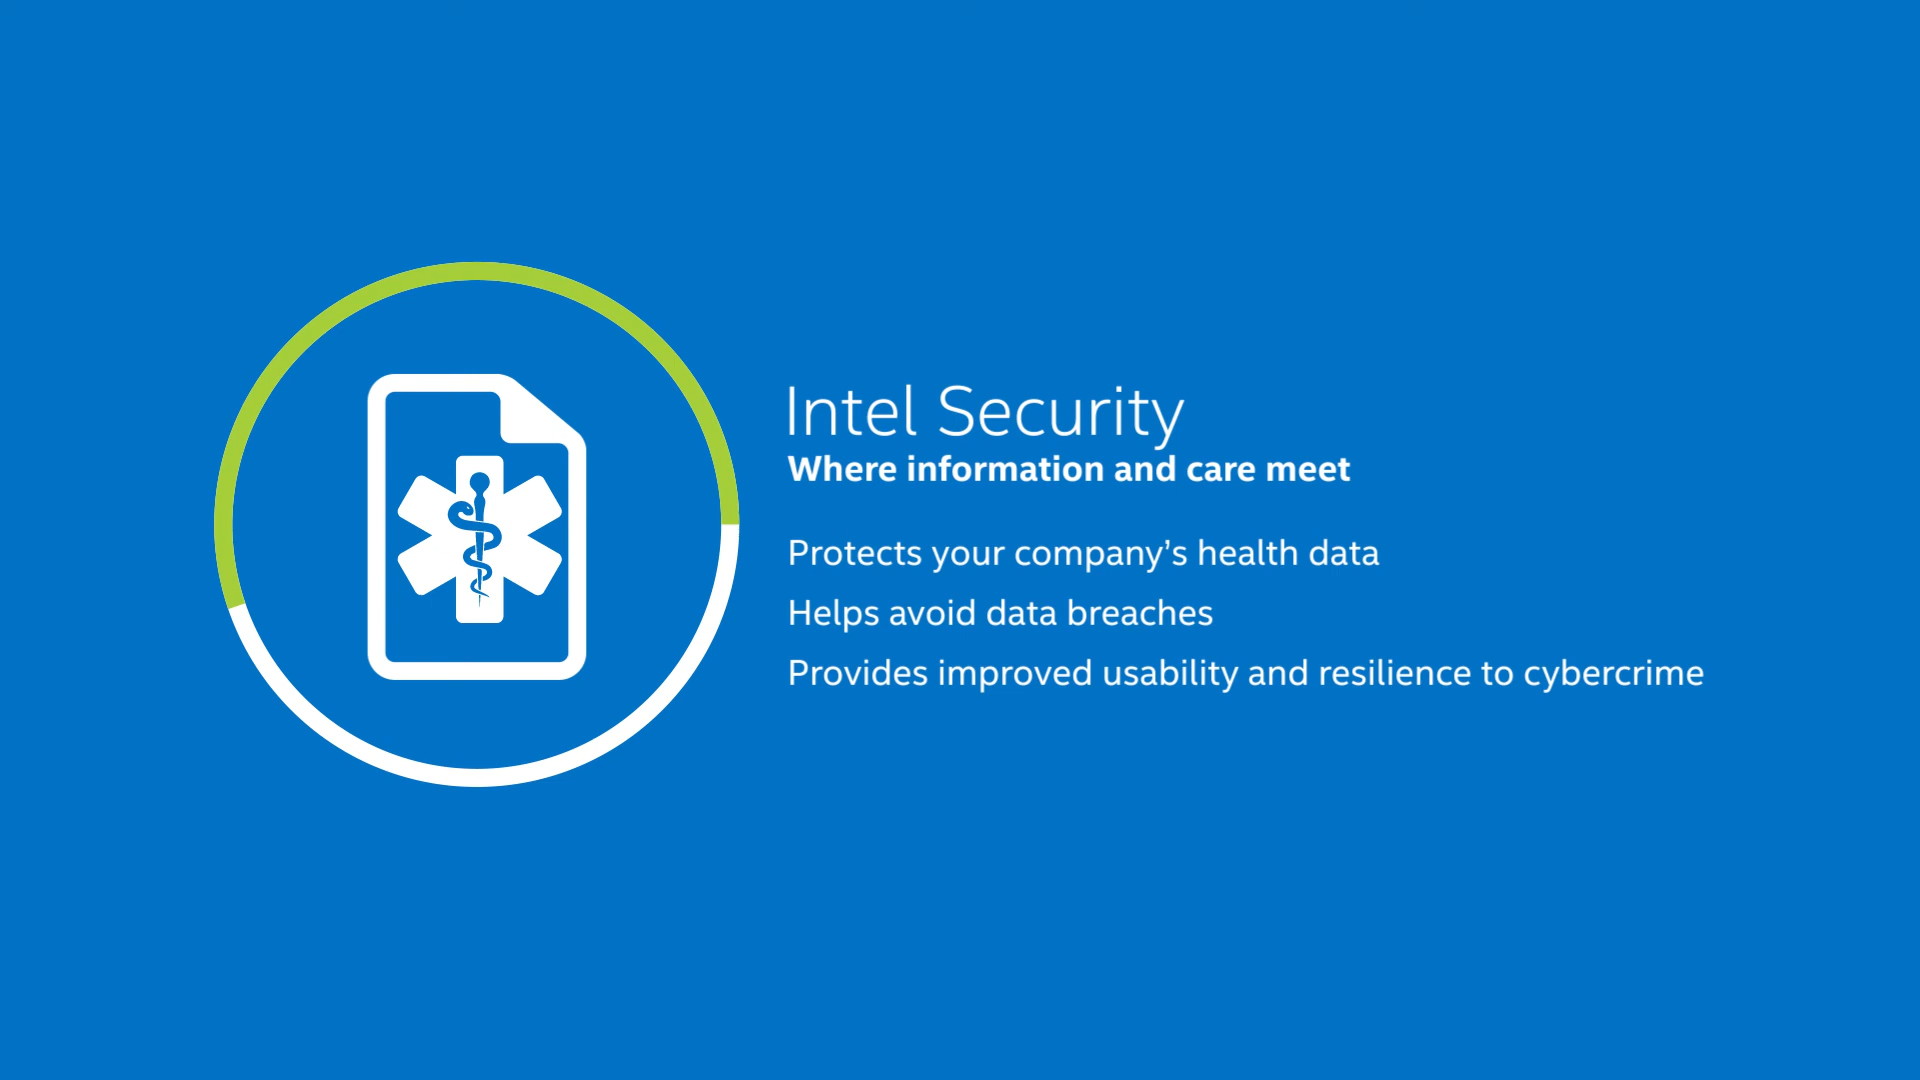 Intel Security
Where information and care meet
Protects your company’s health data
Helps avoid data breaches
Provides improved usability and resilience to cybercrime